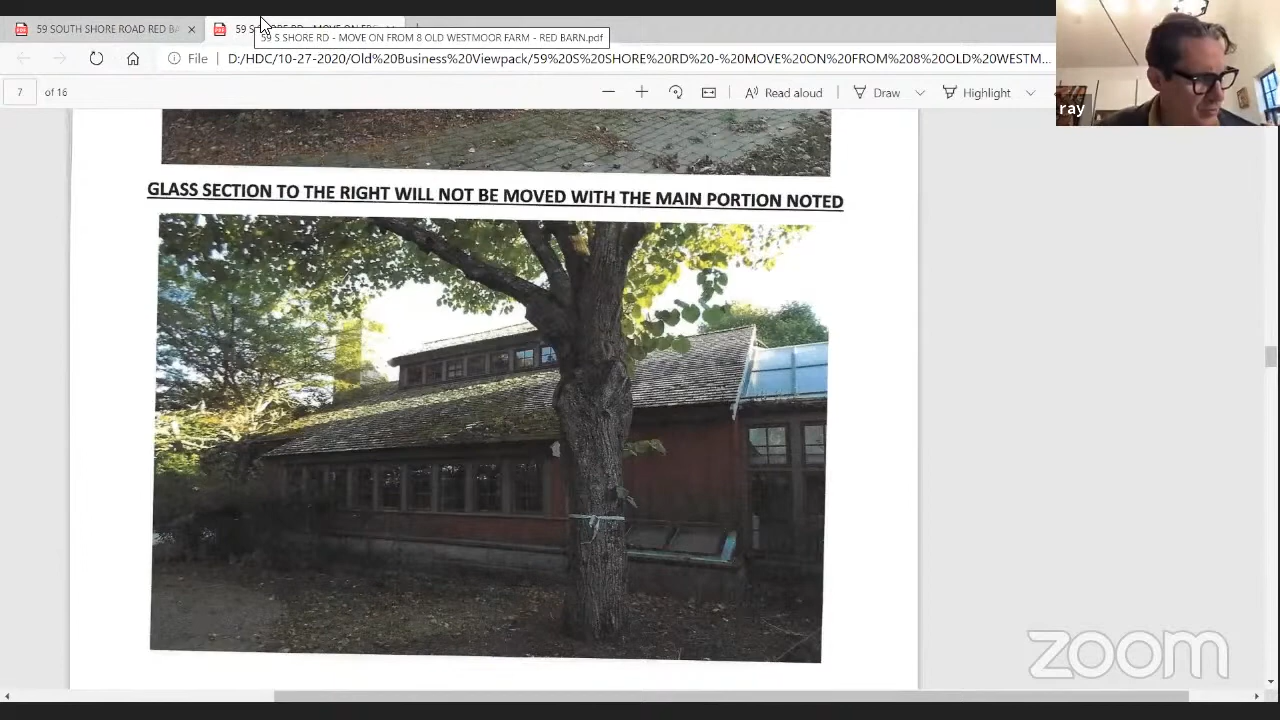 59 SOUTH SHORE ROAD RED BA
59 S
59 S SHORE RD - MOVE ON FROM 8 OLD WESTMOOR FARM - RED BARN.pdf
File
D:/HDC/10-27-2020/Old%20Business%20Viewpack/59%20S%20SHORE%20RD%20-%20MOVE%20ON%20FROM%208%20OLD%20WESTM...
7 of 16
Read aloud
Draw
Highlight
ray
GLASS SECTION TO THE RIGHT WILL NOT BE MOVED WITH THE MAIN PORTION NOTED
zoom